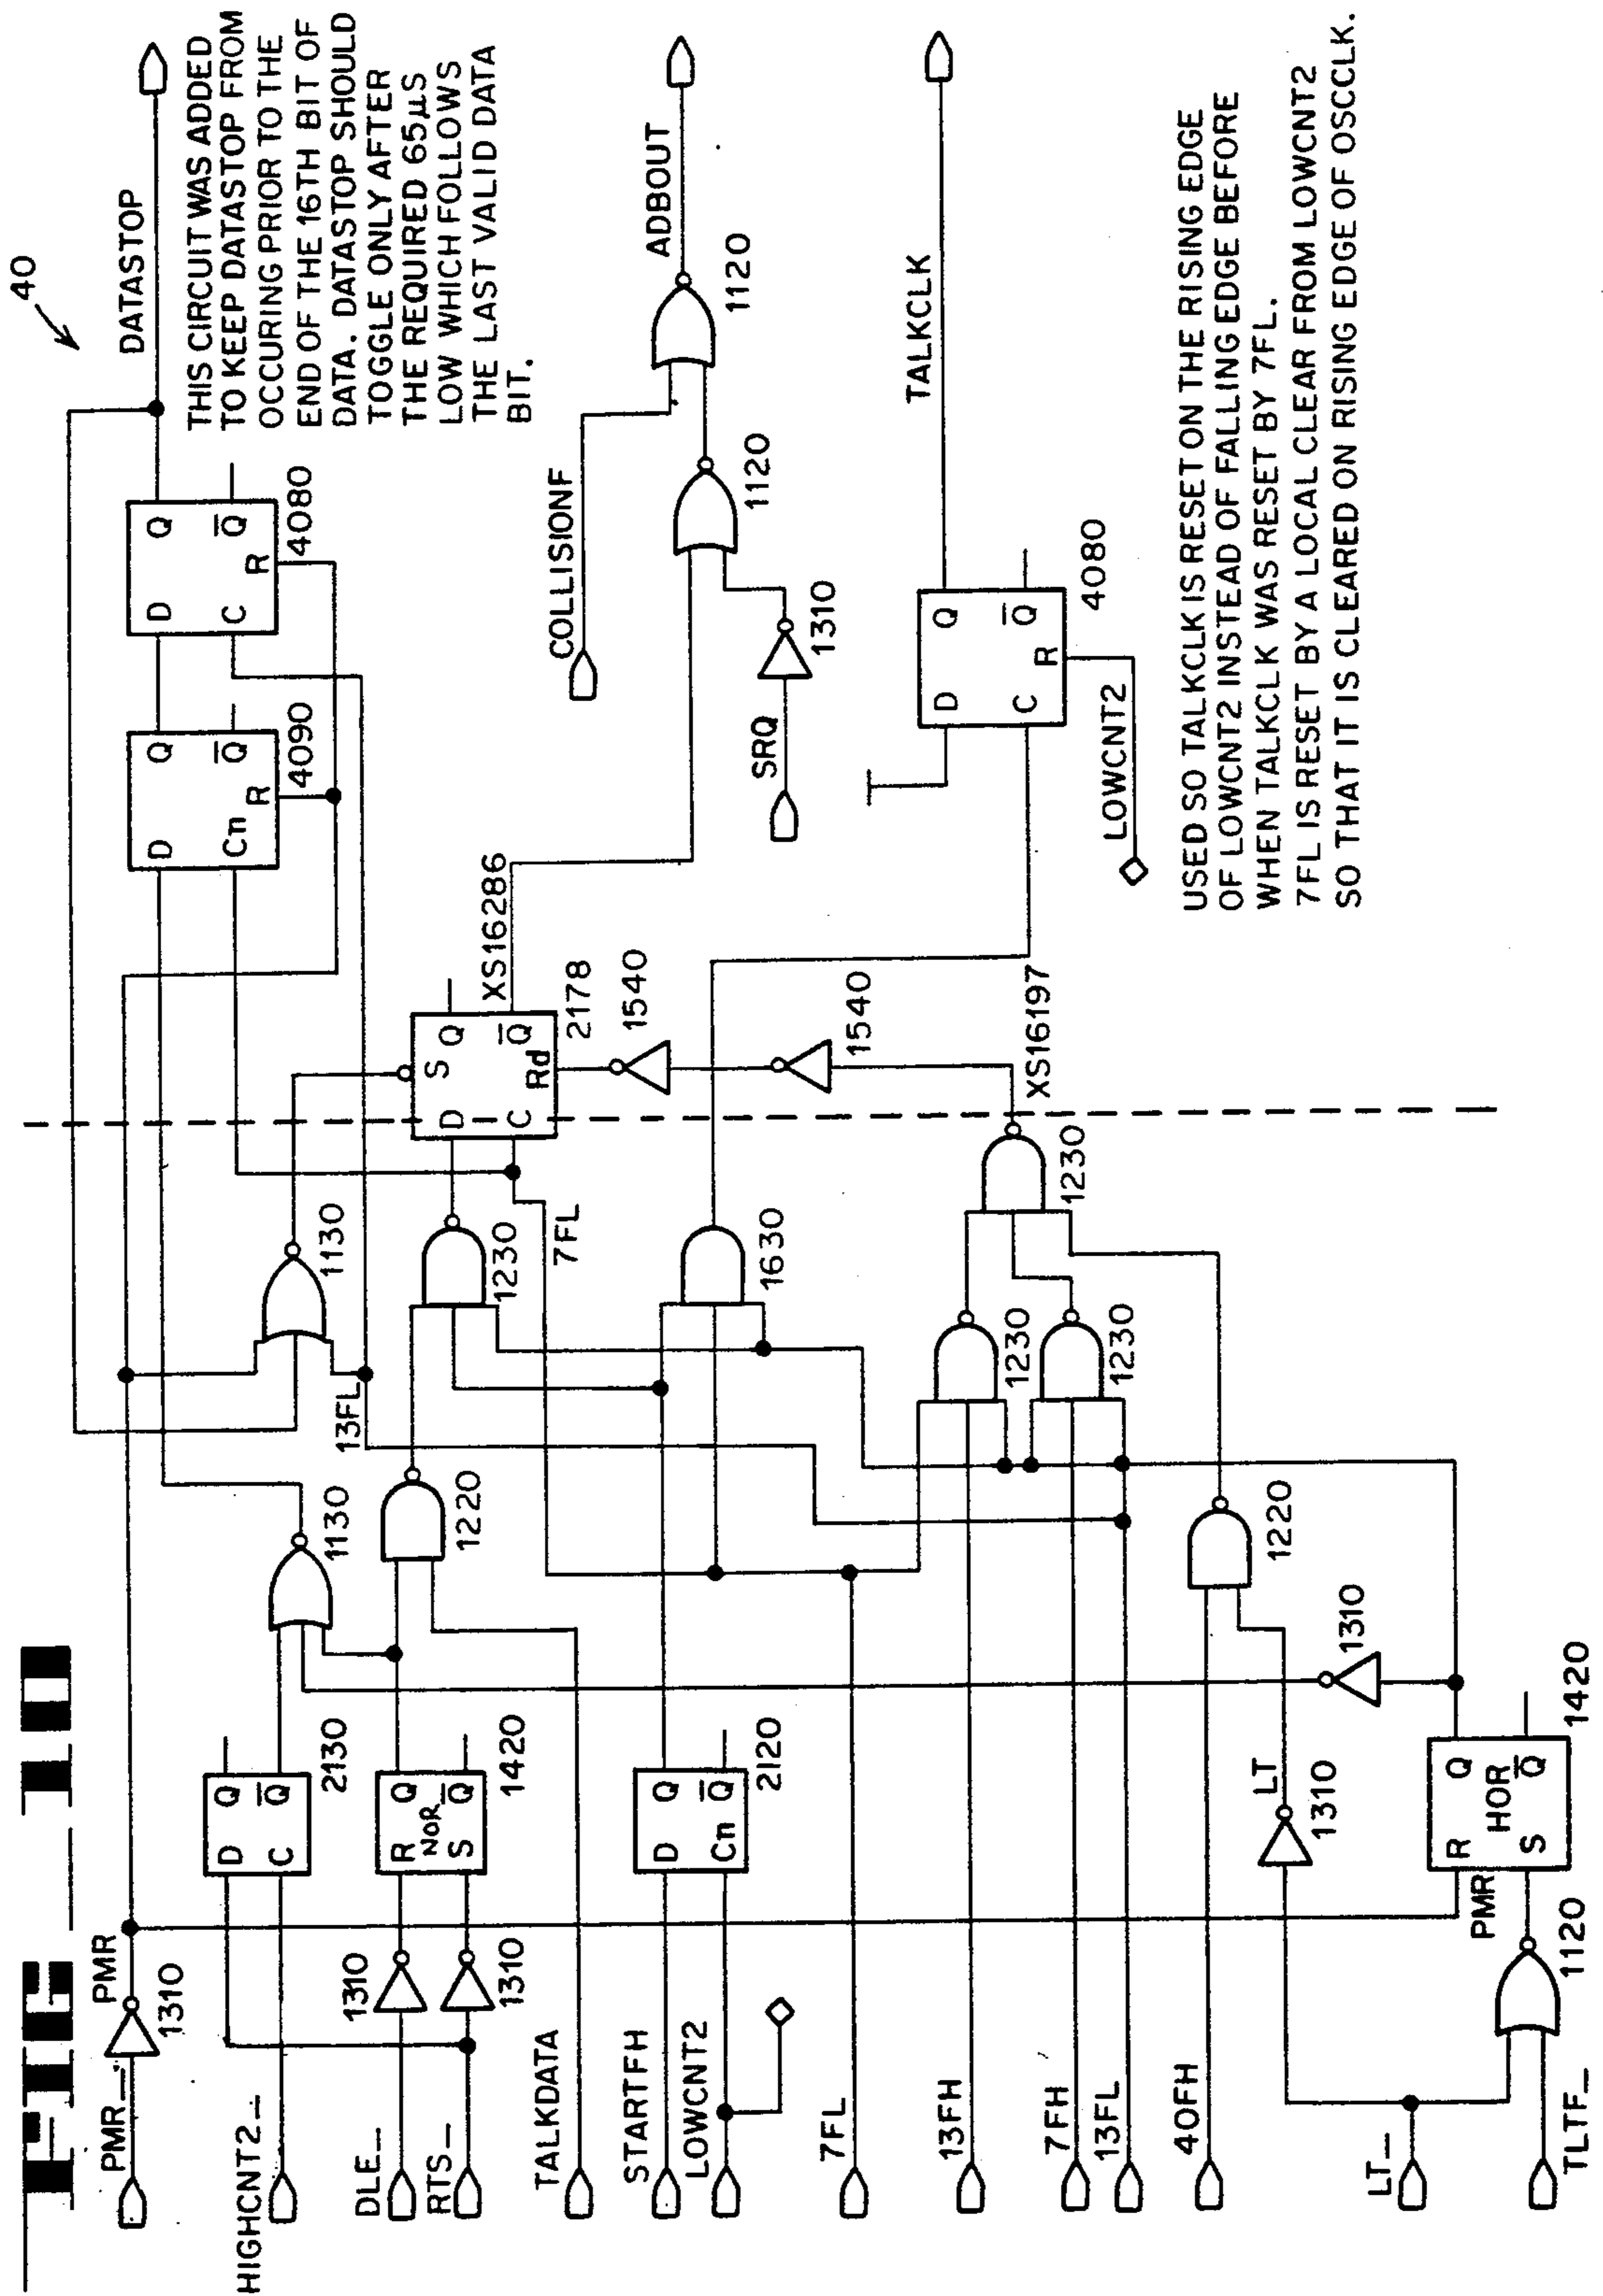 40
DATASTOP
THIS CIRCUIT WAS ADDED
TO KEEP DATASTOP FROM
OCCURING PRIOR TO THE
END OF THE 16TH BIT OF
DATA. DATASTOP SHOULD
TOGGLE ONLY AFTER
THE REQUIRED 65µS
LOW WHICH FOLLOWS
THE LAST VALID DATA
BIT.
D Q
C Q
R
4080
D Q
Cn Q
R
4090
COLLISIONF
ADBOUT
1120
1120
SRQ
1310
TALKCLK
D Q
C Q
R
4080
LOWCNT2
USED SO TALKCLK IS RESET ON THE RISING EDGE
OF LOWCNT2 INSTEAD OF FALLING EDGE BEFORE
WHEN TALKCLK WAS RESET BY 7FL.
7FL IS RESET BY A LOCAL CLEAR FROM LOWCNT2
SO THAT IT IS CLEARED ON RISING EDGE OF OSCCLK.
XS16286
S
D Q
C Q
Rd
2178
1540
1540
XS16197
1130
13FL
1230
7FL
1630
1230
1230
1230
1130
1220
1220
1310
PMR_
PMR
1310
HIGHCNT2_
D Q
C Q
2130
DLE_
1310
RTS_
1310
R Q
NOR
S Q
1420
TALKDATA
STARTFH
LOWCNT2
D Q
Cn Q
2120
7FL
13FH
7FH
13FL
40FH
LT_
LT
1310
TLTF_
1120
PMR
R Q
HOR
S Q
1420